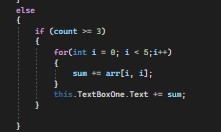 }
else
{
if (count >= 3)
{
for(int i = 0; i < 5;i++)
{
sum += arr[i, i];
}
this.TextBoxOne.Text += sum;
}
}